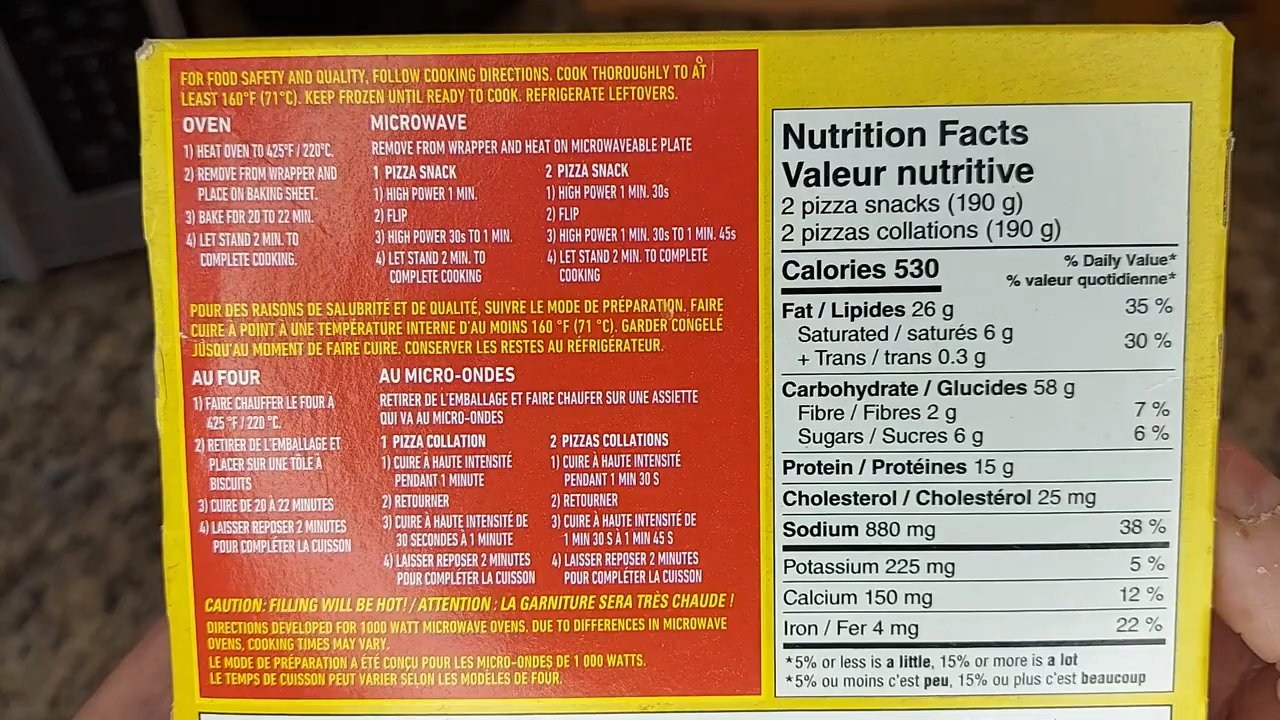 FOR FOOD SAFETY AND QUALITY, FOLLOW COOKING DIRECTIONS. COOK THOROUGHLY TO AT
LEAST 160°F (71°C). KEEP FROZEN UNTIL READY TO COOK. REFRIGERATE LEFTOVERS.
OVEN
1) HEAT OVEN TO 425°F / 220°C.
2) REMOVE FROM WRAPPER AND
PLACE ON BAKING SHEET.
3) BAKE FOR 20 TO 22 MIN.
4) LET STAND 2 MIN. TO
COMPLETE COOKING.
MICROWAVE
REMOVE FROM WRAPPER AND HEAT ON MICROWAVEABLE PLATE
1 PIZZA SNACK
1) HIGH POWER 1 MIN.
2) FLIP
3) HIGH POWER 30s TO 1 MIN.
4) LET STAND 2 MIN. TO
COMPLETE COOKING
2 PIZZA SNACK
1) HIGH POWER 1 MIN. 30s
2) FLIP
3) HIGH POWER 1 MIN. 30s TO 1 MIN. 45s
4) LET STAND 2 MIN. TO COMPLETE
COOKING
POUR DES RAISONS DE SALUBRITÉ ET DE QUALITÉ, SUIVRE LE MODE DE PRÉPARATION. FAIRE
CUIRE À POINT À UNE TEMPÉRATURE INTERNE D'AU MOINS 160 °F (71 °C). GARDER CONGELÉ
JUSQU'AU MOMENT DE FAIRE CUIRE. CONSERVER LES RESTES AU RÉFRIGÉRATEUR.
AU FOUR
1) FAIRE CHAUFFER LE FOUR À
425 °F / 220 °C.
2) RETIRER DE L'EMBALLAGE ET
PLACER SUR UNE TÔLE À
BISCUITS
3) CUIRE DE 20 À 22 MINUTES
4) LAISSER REPOSER 2 MINUTES
POUR COMPLÉTER LA CUISSON
AU MICRO-ONDES
RETIRER DE L'EMBALLAGE ET FAIRE CHAUFER SUR UNE ASSIETTE
QUI VA AU MICRO-ONDES
1 PIZZA COLLATION
1) CUIRE À HAUTE INTENSITÉ
PENDANT 1 MINUTE
2) RETOURNER
3) CUIRE À HAUTE INTENSITÉ DE
30 SECONDES À 1 MINUTE
4) LAISSER REPOSER 2 MINUTES
POUR COMPLÉTER LA CUISSON
2 PIZZAS COLLATIONS
1) CUIRE À HAUTE INTENSITÉ
PENDANT 1 MIN 30 S
2) RETOURNER
3) CUIRE À HAUTE INTENSITÉ DE
1 MIN 30 S À 1 MIN 45 S
4) LAISSER REPOSER 2 MINUTES
POUR COMPLÉTER LA CUISSON
CAUTION: FILLING WILL BE HOT! / ATTENTION : LA GARNITURE SERA TRÈS CHAUDE !
DIRECTIONS DEVELOPED FOR 1000 WATT MICROWAVE OVENS. DUE TO DIFFERENCES IN MICROWAVE
OVENS, COOKING TIMES MAY VARY.
LE MODE DE PRÉPARATION A ÉTÉ CONÇU POUR LES MICRO-ONDES DE 1 000 WATTS.
LE TEMPS DE CUISSON PEUT VARIER SELON LES MODÈLES DE FOUR.
Nutrition Facts
Valeur nutritive
2 pizza snacks (190 g)
2 pizzas collations (190 g)
Calories 530
% Daily Value*
% valeur quotidienne*
Fat / Lipides 26 g 35 %
Saturated / saturés 6 g
+ Trans / trans 0.3 g 30 %
Carbohydrate / Glucides 58 g
Fibre / Fibres 2 g 7 %
Sugars / Sucres 6 g 6 %
Protein / Protéines 15 g
Cholesterol / Cholestérol 25 mg
Sodium 880 mg 38 %
Potassium 225 mg 5 %
Calcium 150 mg 12 %
Iron / Fer 4 mg 22 %
*5% or less is a little, 15% or more is a lot
*5% ou moins c'est peu, 15% ou plus c'est beaucoup